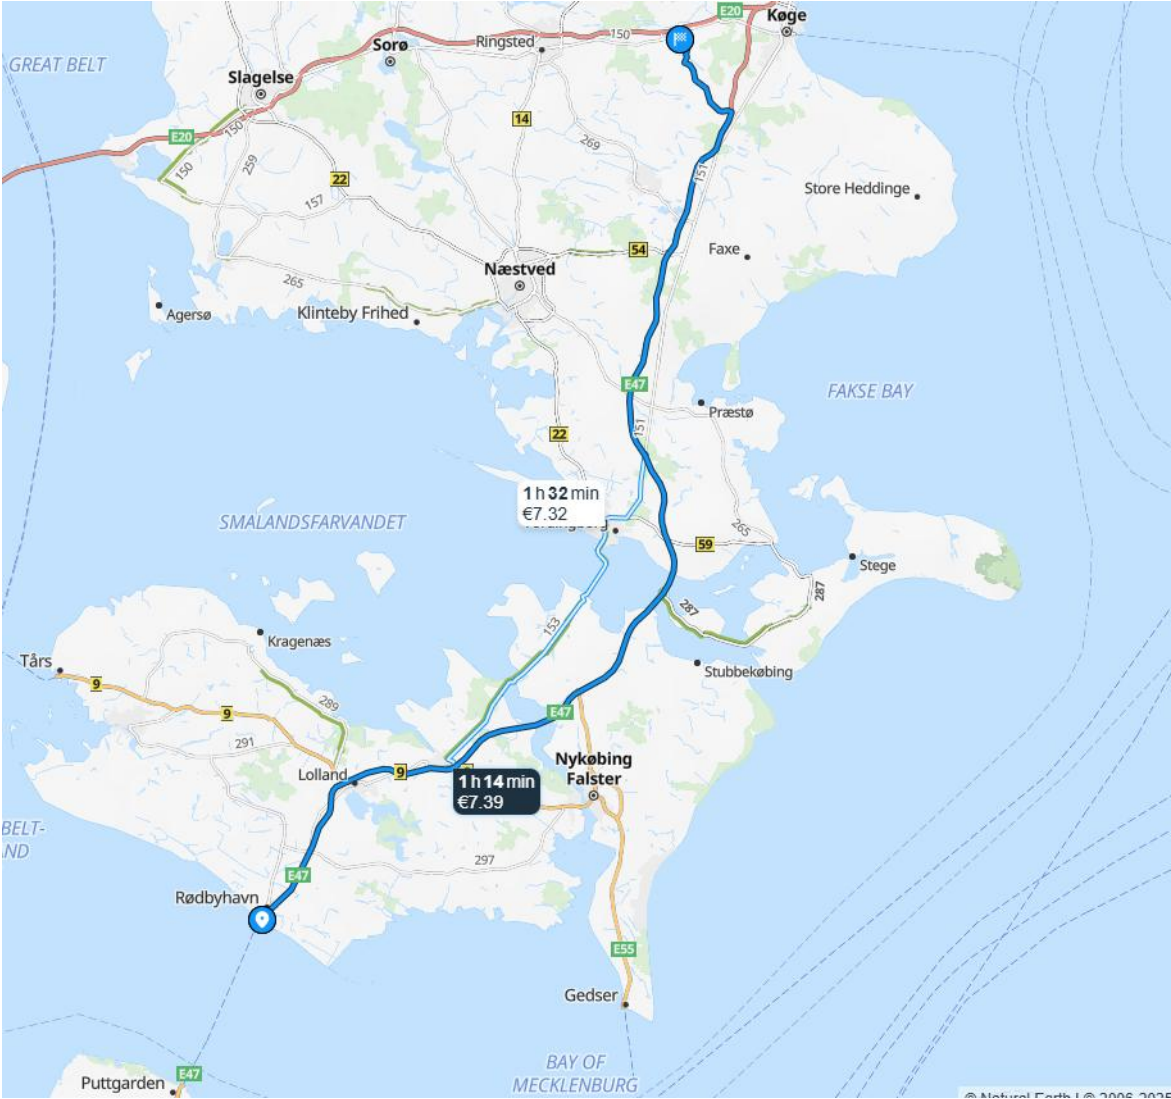 E20
Køge
150
Ringsted
Sorø
GREAT BELT
Slagelse
14
E20
150
269
259
150
151
22
Store Heddinge
157
54
Faxe
Næstved
265
Agersø
Klinteby Frihed
E47
FAKSE BAY
Præstø
151
22
1 h 32 min
€7.32
SMALANDSFARVANDET
265
59
Stege
287
287
153
Kragenæs
Tårs
Stubbekøbing
9
289
9
E47
291
Nykøbing
Falster
Lolland
9
1 h 14 min
€7.39
BELT-
ND
297
E47
Rødbyhavn
E55
Gedser
BAY OF
MECKLENBURG
E47
Puttgarden